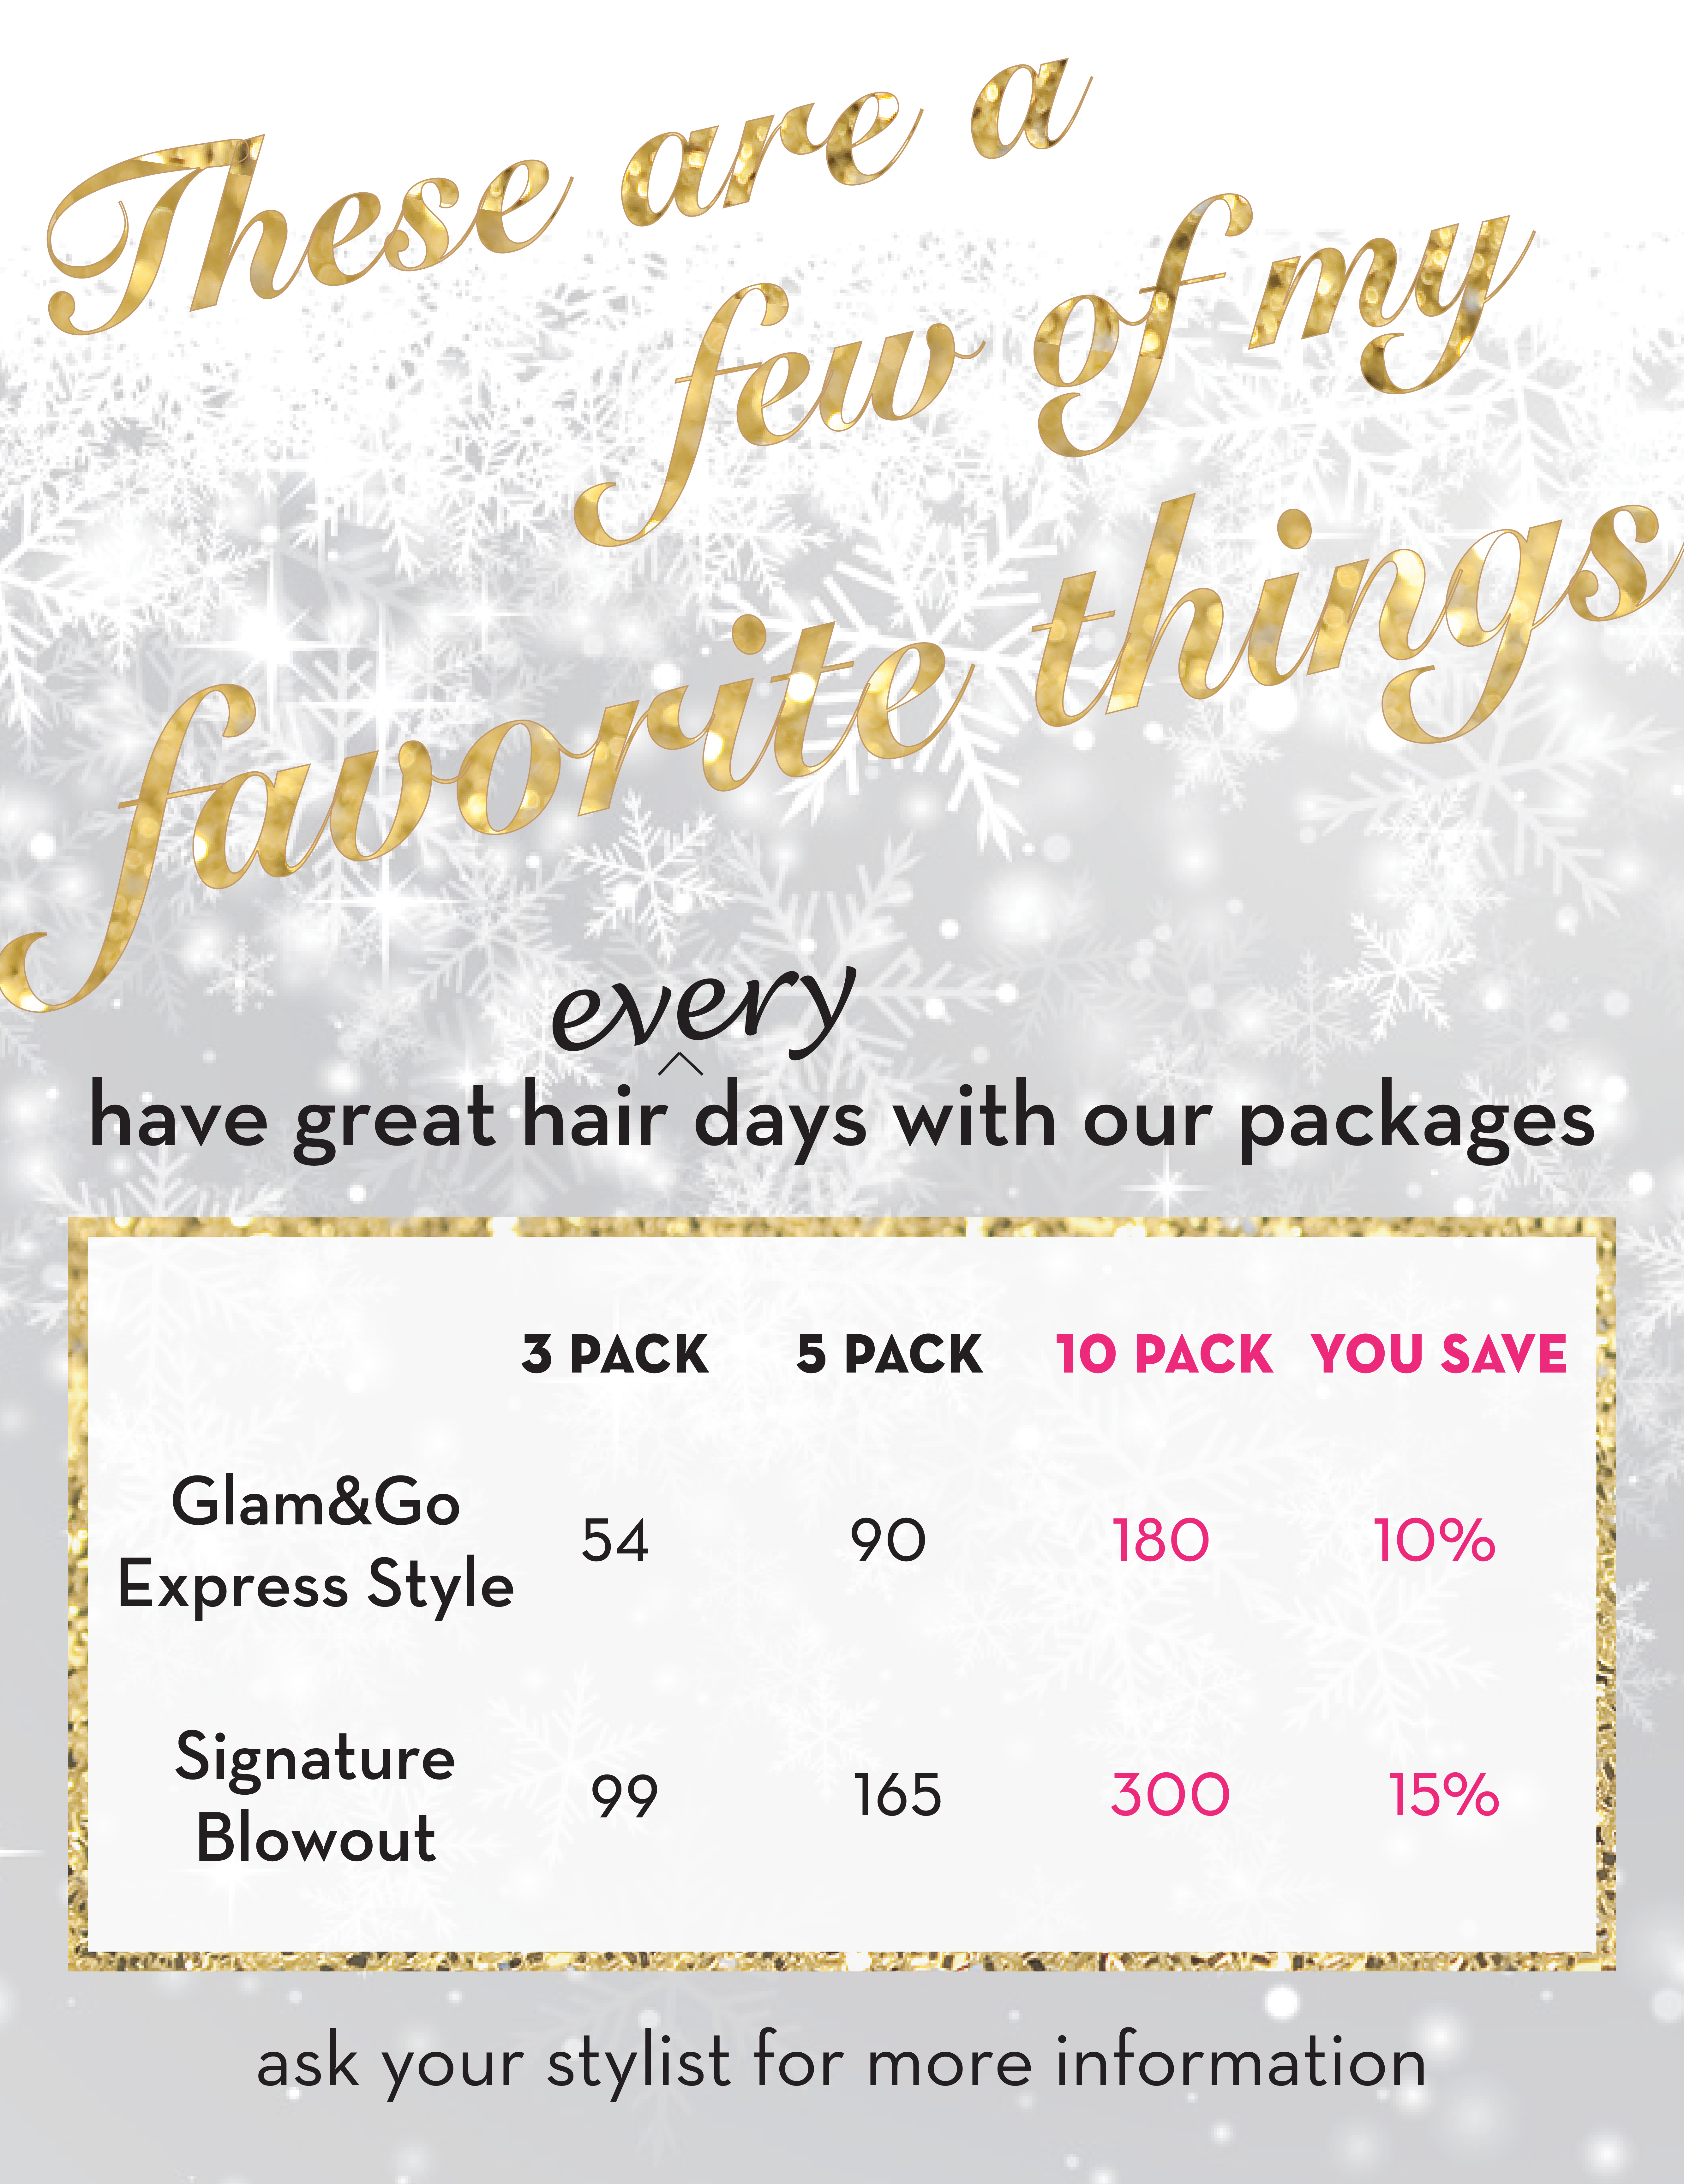 These are a
few of my
favorite things
every
^
have great hair days with our packages
3 PACK 5 PACK 10 PACK YOU SAVE
Glam&Go
Express Style 54 90 180 10%
Signature
Blowout 99 165 300 15%
ask your stylist for more information